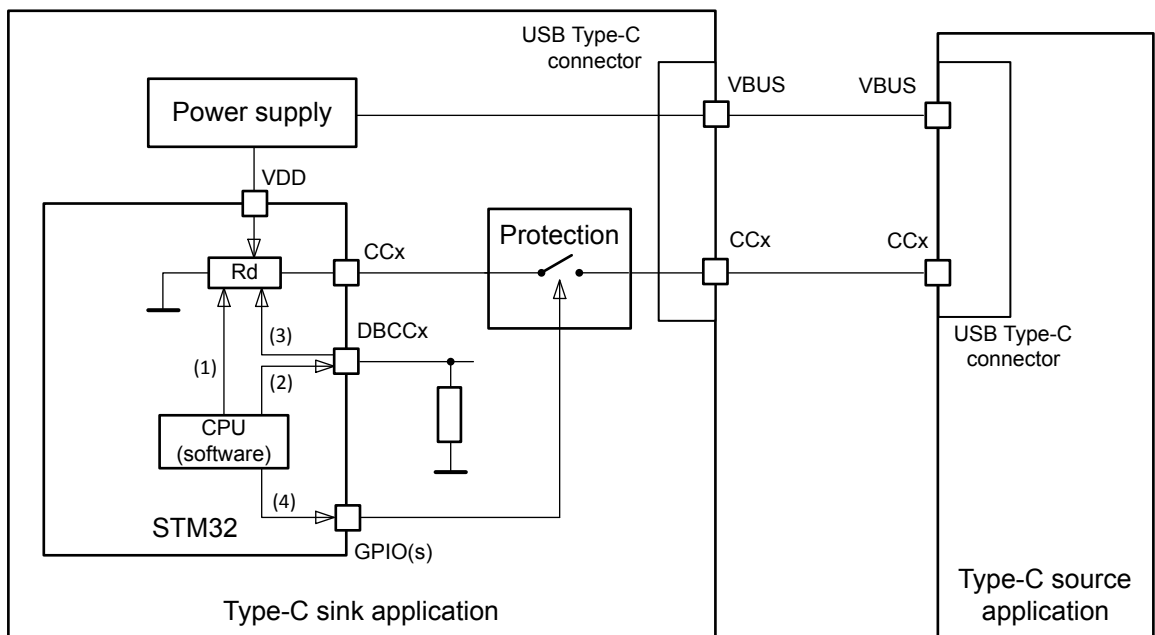 USB Type-C
connector
VBUS
VBUS
Power supply
VDD
CCx
Protection
CCx
CCx
Rd
DBCCx
(3)
(1)
(2)
USB Type-C
connector
CPU
(software)
(4)
STM32
GPIO(s)
Type-C sink application
Type-C source
application